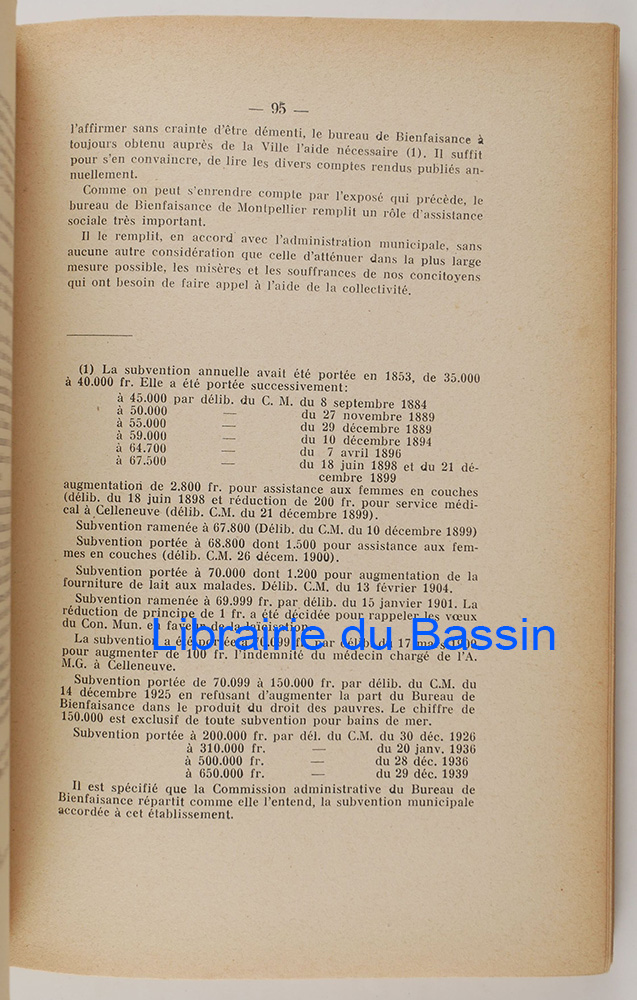 — 95 —
l'affirmer sans crainte d'être démenti, le bureau de Bienfaisance à
toujours obtenu auprès de la Ville l'aide nécessaire (1). Il suffit
pour s'en convaincre, de lire les divers comptes rendus publiés an-
nuellement.
Comme on peut s'enrendre compte par l'exposé qui précède, le
bureau de Bienfaisance de Montpellier remplit un rôle d'assistance
sociale très important.
Il le remplit, en accord avec l'administration municipale, sans
aucune autre considération que celle d'atténuer dans la plus large
mesure possible, les misères et les souffrances de nos concitoyens
qui ont besoin de faire appel à l'aide de la collectivité.
(1) La subvention annuelle avait été portée en 1853, de 35.000
à 40.000 fr. Elle a été portée successivement:
à 45.000 par délib. du C. M. du 8 septembre 1884
à 50.000 — du 27 novembre 1889
à 55.000 — du 29 décembre 1889
à 59.000 — du 10 décembre 1894
à 64.700 — du 7 avril 1896
à 67.500 — du 18 juin 1898 et du 21 dé-
cembre 1899
augmentation de 2.800 fr. pour assistance aux femmes en couches
(délib. du 18 juin 1898 et réduction de 200 fr. pour service médi-
cal à Celleneuve (délib. C.M. du 21 décembre 1899).
Subvention ramenée à 67.800 (Délib. du C.M. du 10 décembre 1899)
Subvention portée à 68.800 dont 1.500 pour assistance aux fem-
mes en couches (délib. C.M. 26 décem. 1900).
Subvention portée à 70.000 dont 1.200 pour augmentation de la
fourniture de lait aux malades. Délib. C.M. du 13 février 1904.
Subvention ramenée à 69.999 fr. par délib. du 15 janvier 1901. La
réduction de principe de 1 fr. a été décidée pour rappeler les vœux
du Con. Mun. en faveur de la laïcisation.
Librairie du Bassin
La subvention a été portée à fr. par délib. du 17 mars
pour augmenter de 100 fr. l'indemnité du médecin chargé de l'A.
M.G. à Celleneuve.
Subvention portée de 70.099 à 150.000 fr. par délib. du C.M. du
14 décembre 1925 en refusant d'augmenter la part du Bureau de
Bienfaisance dans le produit du droit des pauvres. Le chiffre de
150.000 est exclusif de toute subvention pour bains de mer.
Subvention portée à 200.000 fr. par dél. du C.M. du 30 déc. 1926
à 310.000 fr. — du 20 janv. 1936
à 500.000 fr. — du 28 déc. 1936
à 650.000 fr. — du 29 déc. 1939
Il est spécifié que la Commission administrative du Bureau de
Bienfaisance répartit comme elle l'entend, la subvention municipale
accordée à cet établissement.